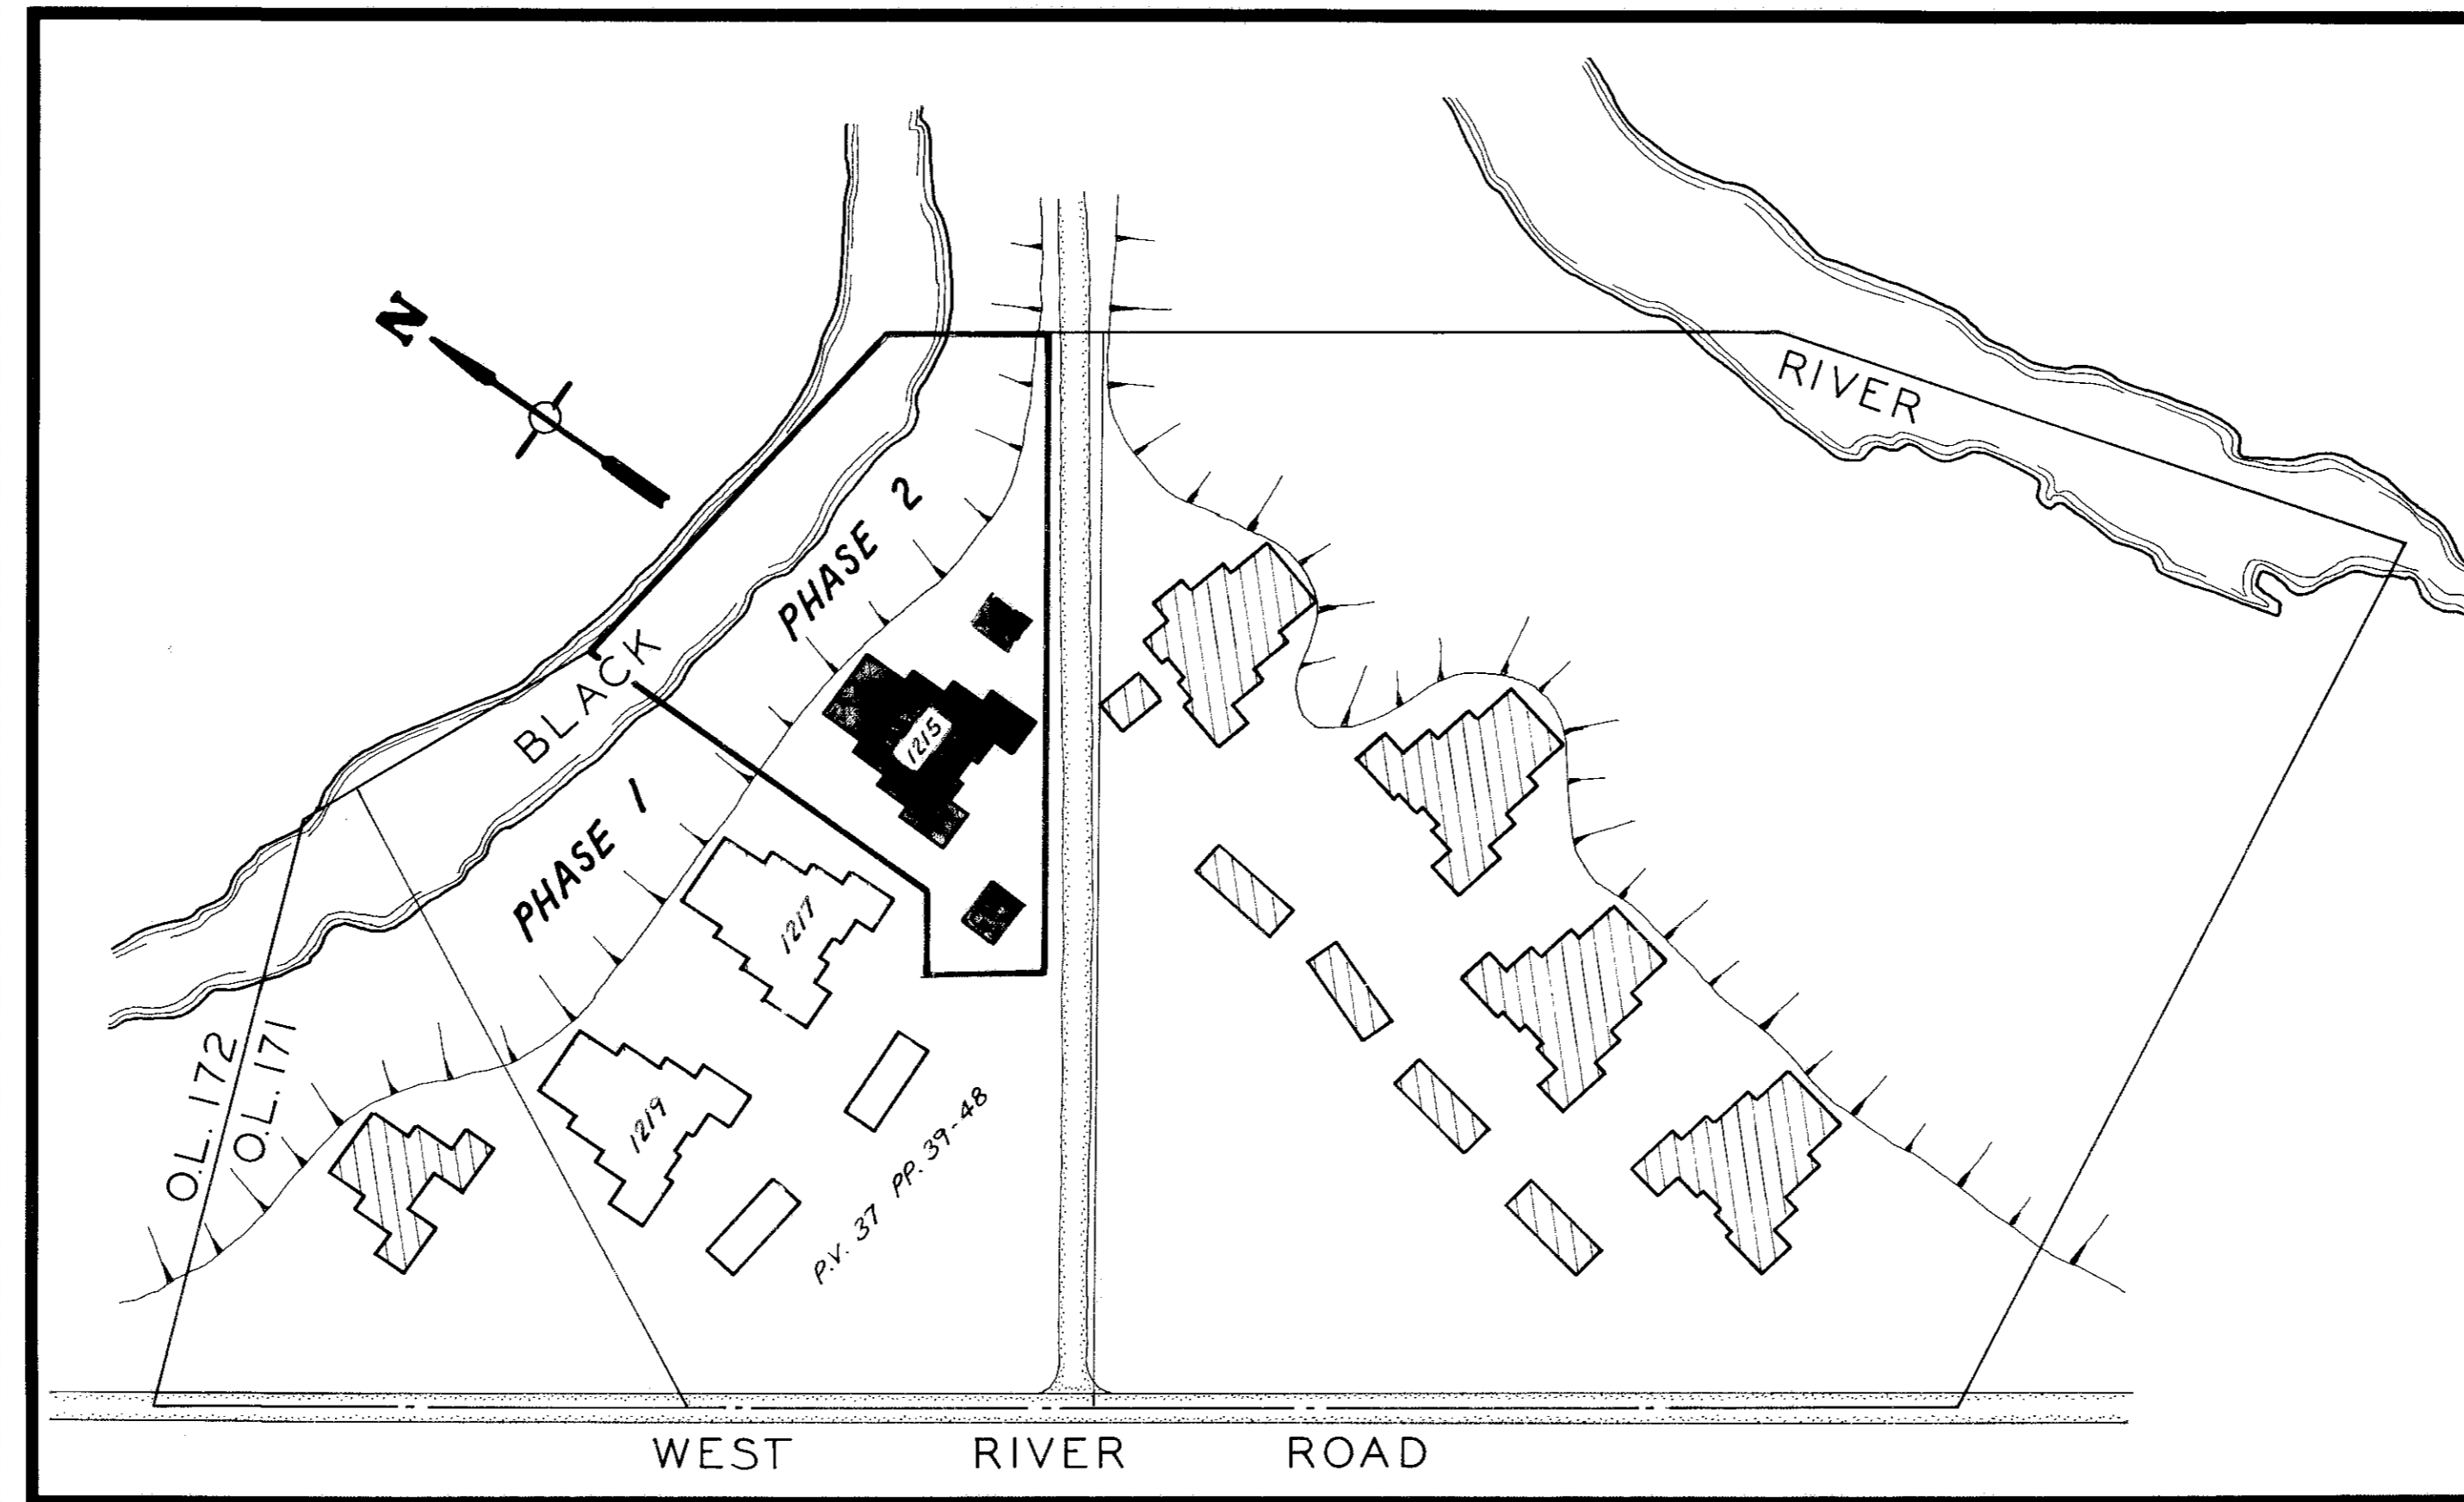 N
RIVER
PHASE 2
BLACK
1215
PHASE 1
1217
O.L. 172
O.L. 171
1219
P.V. 37 PP. 39-48
WEST RIVER ROAD